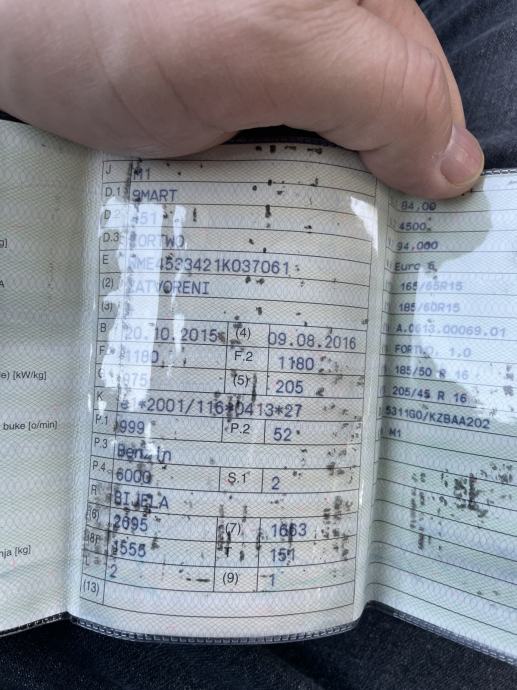 g]
A
le) [kW/kg]
buke [o/min]
nja [kg]
J M1
D.1 SMART
D.2 451
D.3 FORTWO
E WME4533421K037061
(2) ZATVORENI
(3)
B 20.10.2015 (4) 09.08.2016
F. 1180 F.2 1180
975 (5) 205
K e1*2001/116*0413*27
P.1 999 P.2 52
P.3 Benzin
P.4 6000 S.1 2
R BIJELA
(6) 2695 (7) 1663
(8) 1555 T 151
L 2 (9) 1
(13)
84,00
4500,
94.000
Euro 6
165/65R15
185/60R15
A.0613.00069.01
FORTWO, 1.0
185/50 R 16
205/45 R 16
5311G0/KZBAA202
M1